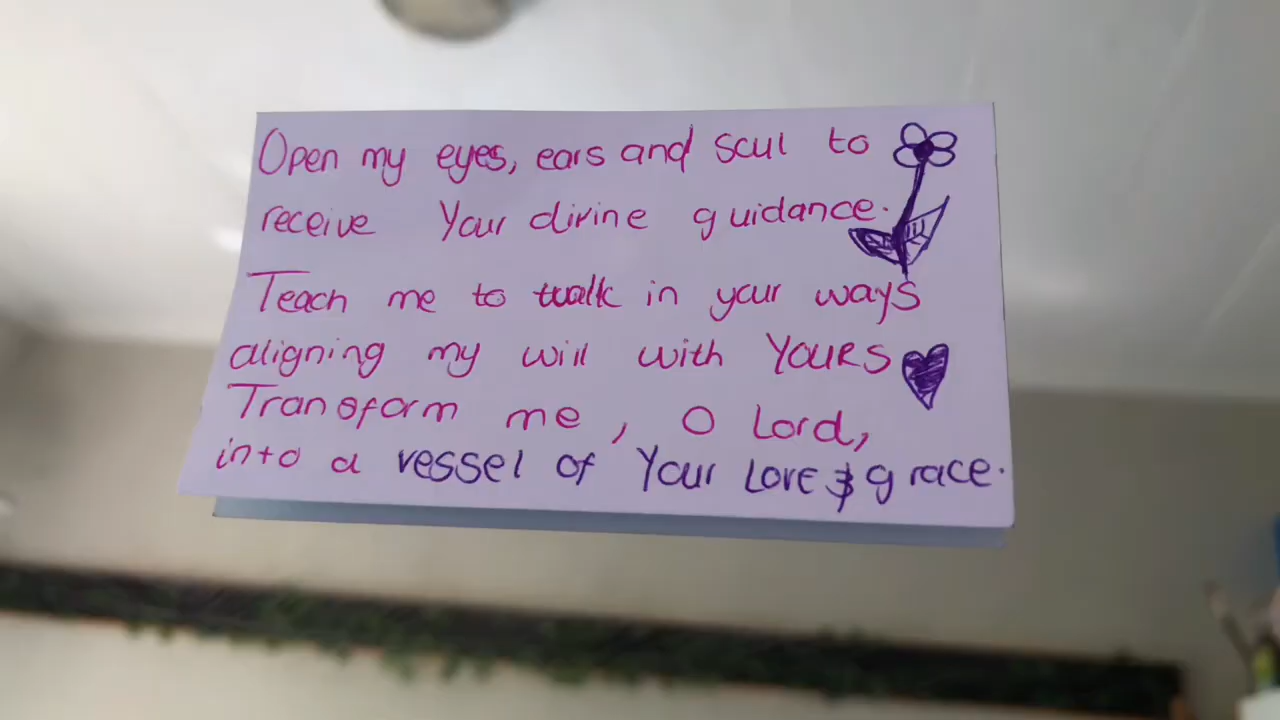 Open my eyes, ears and soul to
receive Your divine guidance.
Teach me to walk in your ways
aligning my will with YOURS
Transform me, O Lord,
into a vessel of Your Love & grace.